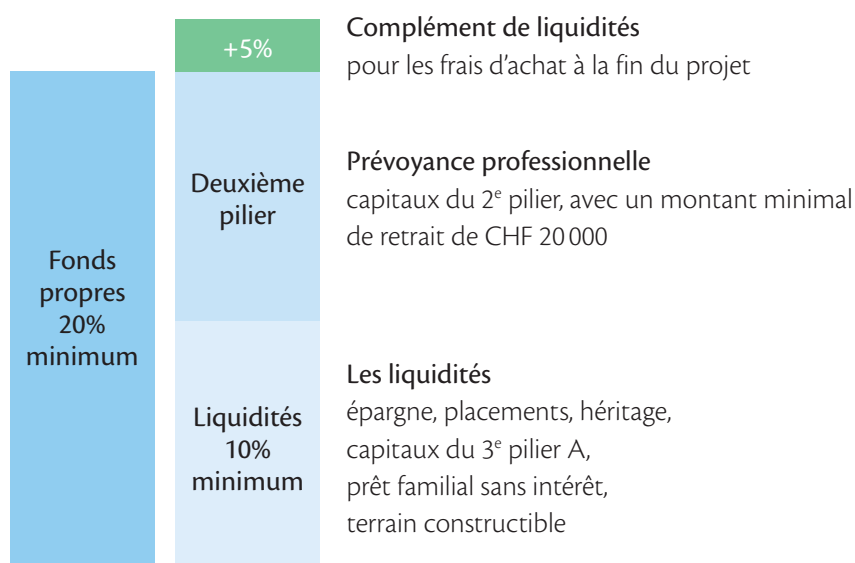 +5%
Complément de liquidités
pour les frais d’achat à la fin du projet
Fonds
propres
20%
minimum
Deuxième
pilier
Prévoyance professionnelle
capitaux du 2e pilier, avec un montant minimal
de retrait de CHF 20 000
Liquidités
10%
minimum
Les liquidités
épargne, placements, héritage,
capitaux du 3e pilier A,
prêt familial sans intérêt,
terrain constructible